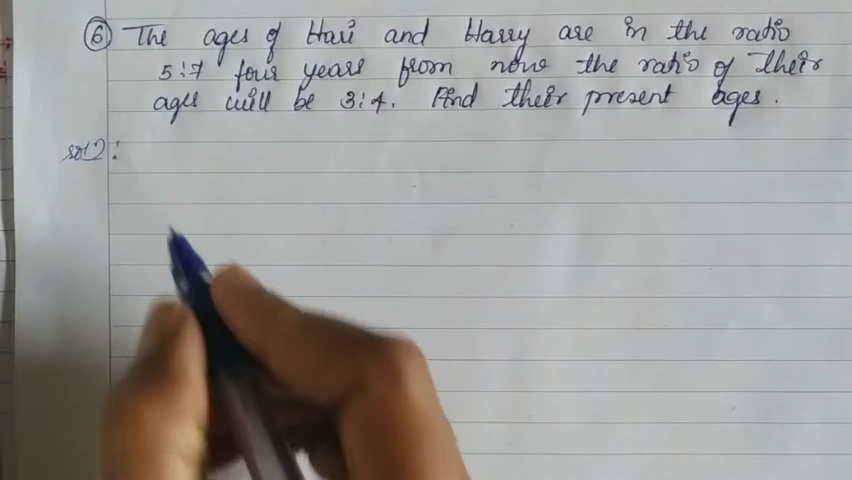 6 The ages of Hari and Harry are in the ratio
5:7 four years from now the ratio of their
ages will be 3:4. Find their present ages.
sol: